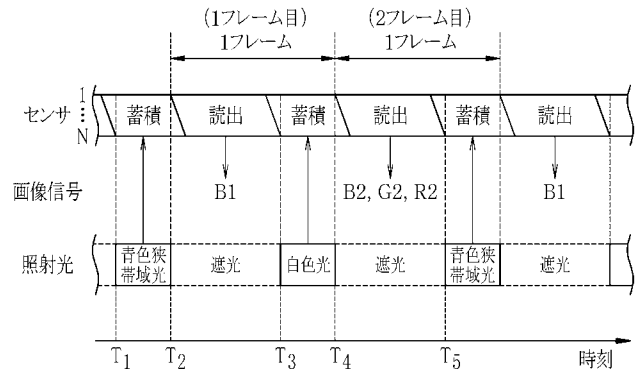 (1フレーム目)
(2フレーム目)
1フレーム
1フレーム
センサ
1
N
蓄積
読出
蓄積
読出
蓄積
読出
画像信号
B1
B2, G2, R2
B1
照射光
青色狭
帯域光
遮光
白色光
遮光
青色狭
帯域光
遮光
T1
T2
T3
T4
T5
時刻